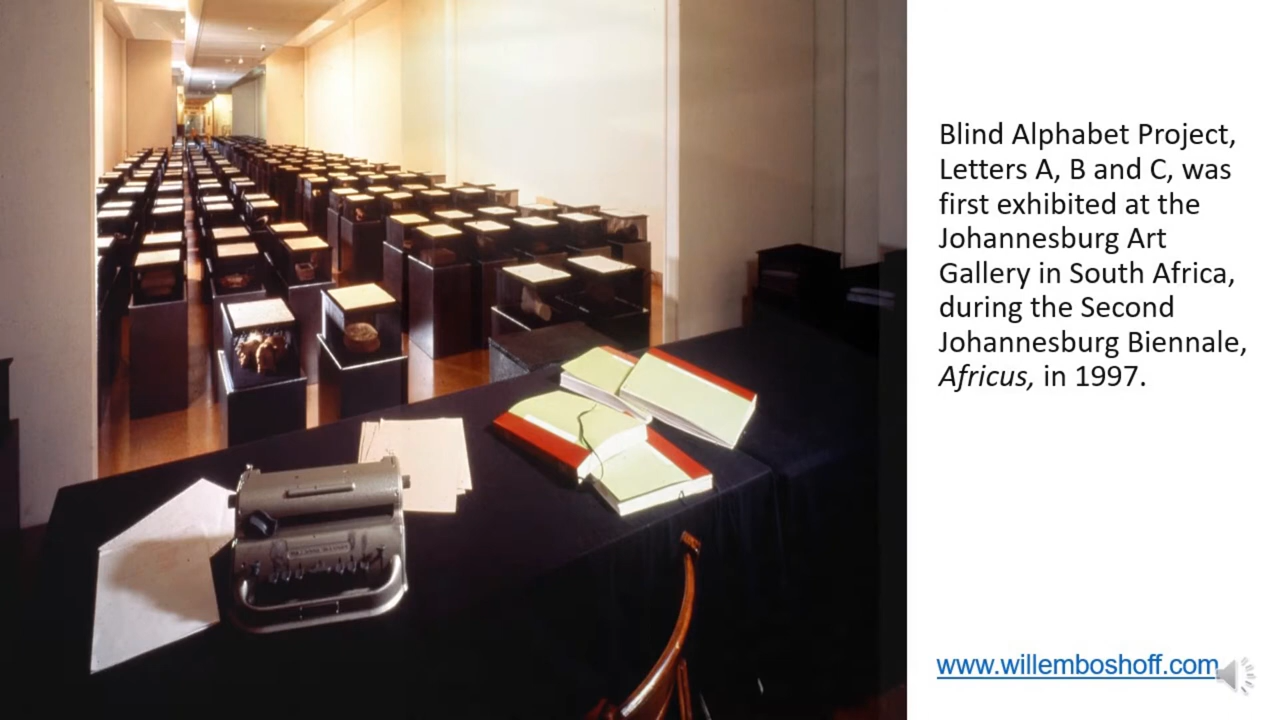 Blind Alphabet Project,
Letters A, B and C, was
first exhibited at the
Johannesburg Art
Gallery in South Africa,
during the Second
Johannesburg Biennale,
Africus, in 1997.
www.willemboshoff.com